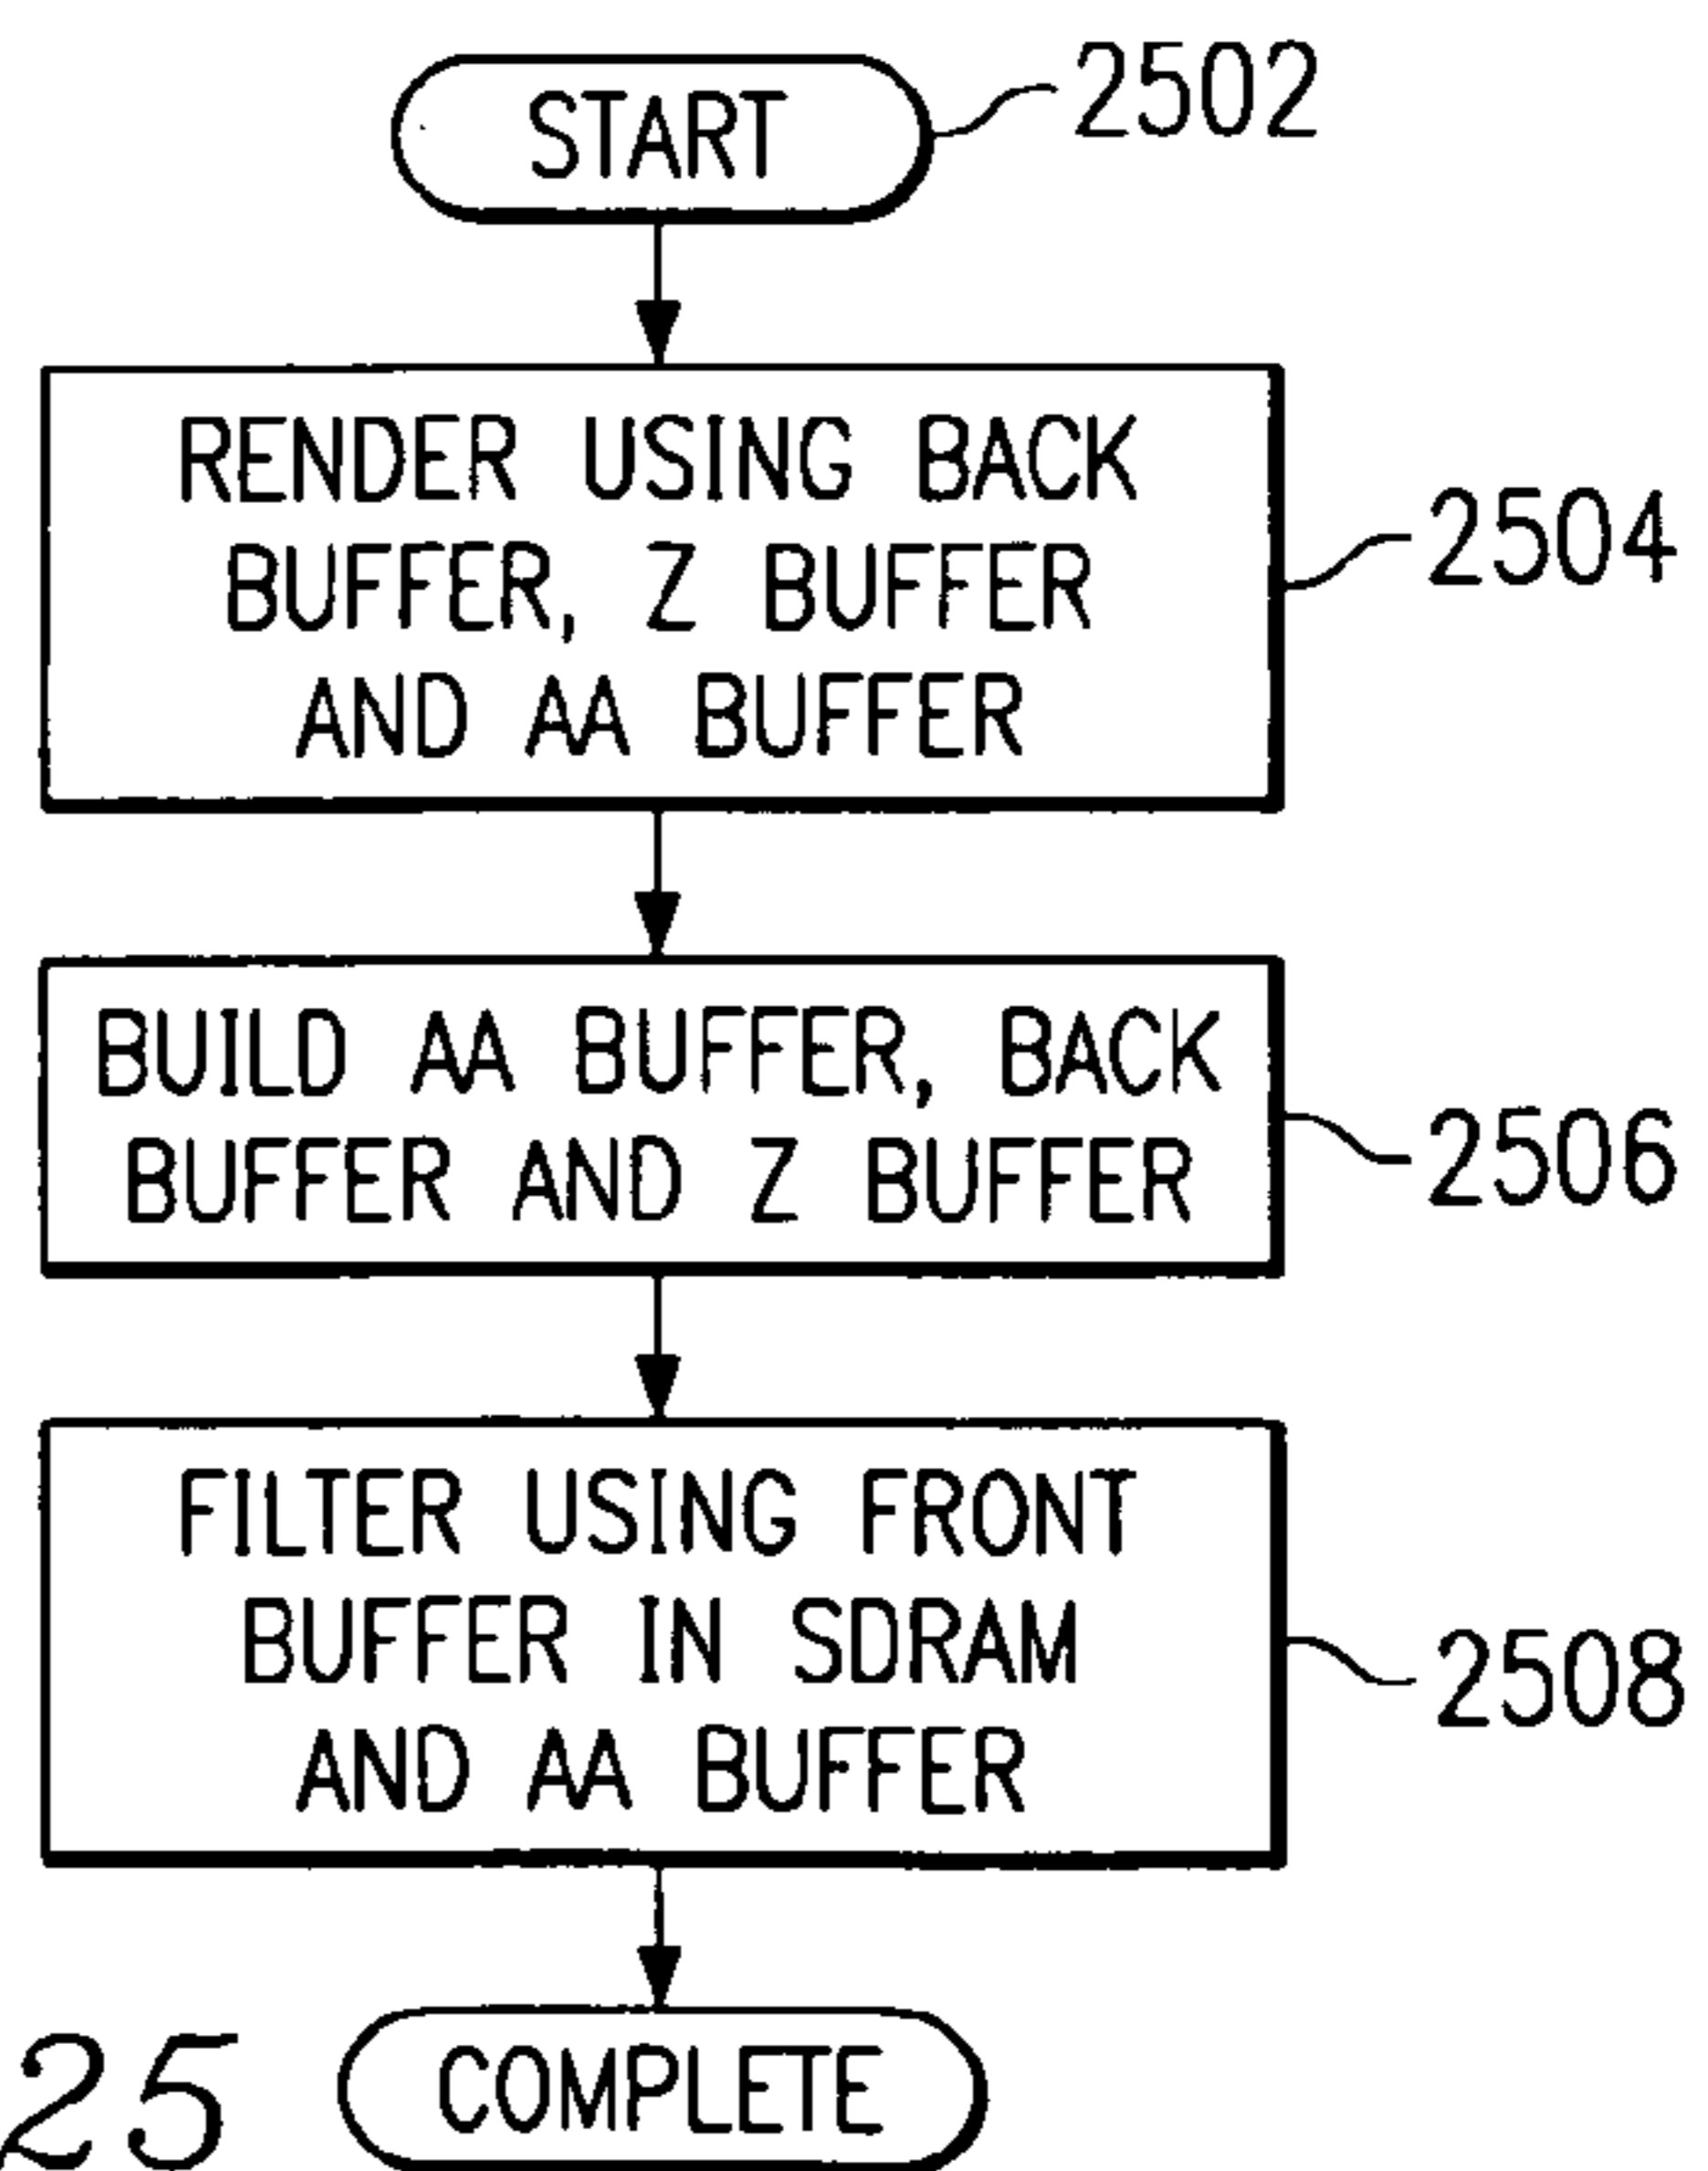 START
2502
RENDER USING BACK
BUFFER, Z BUFFER
AND AA BUFFER
2504
BUILD AA BUFFER, BACK
BUFFER AND Z BUFFER
2506
FILTER USING FRONT
BUFFER IN SDRAM
AND AA BUFFER
2508
COMPLETE
25